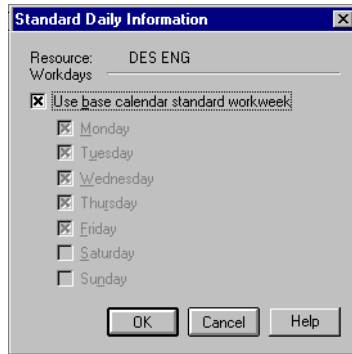 Standard Daily Information
Resource: DES ENG
Workdays
Use base calendar standard workweek
Monday
Tuesday
Wednesday
Thursday
Friday
Saturday
Sunday
OK Cancel Help